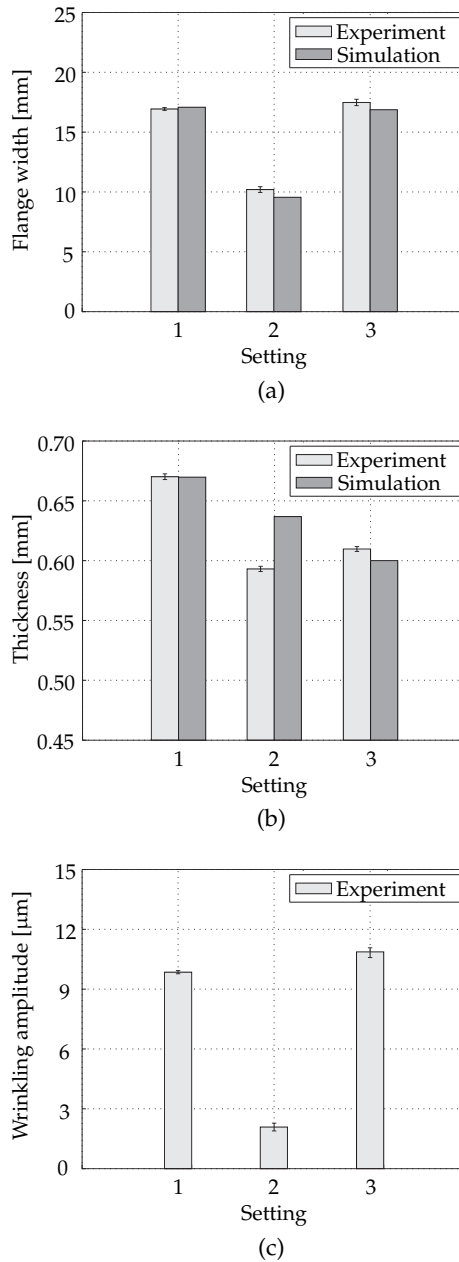 Flange width [mm]
25
20
15
10
5
0
Experiment
Simulation
1 2 3
Setting
(a)
Thickness [mm]
0.70
0.65
0.60
0.55
0.50
0.45
Experiment
Simulation
1 2 3
Setting
(b)
Wrinkling amplitude [μm]
15
12
9
6
3
0
Experiment
1 2 3
Setting
(c)